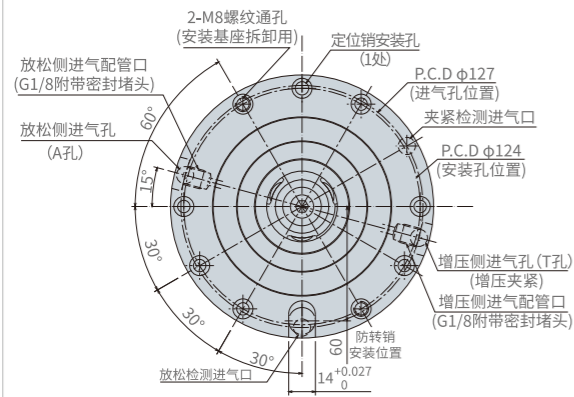 2-M8螺纹通孔
(安装基座拆卸用)
定位销安装孔
(1处)
放松侧进气配管口
(G1/8附带密封堵头)
P.C.D φ127
(进气孔位置)
夹紧检测进气口
放松侧进气孔
(A孔)
P.C.D φ124
(安装孔位置)
60°
15°
30°
30°
30°
增压侧进气孔(T孔)
(增压夹紧)
增压侧进气配管口
(G1/8附带密封堵头)
60
防转销
安装位置
放松检测进气口
14 +0.027
0